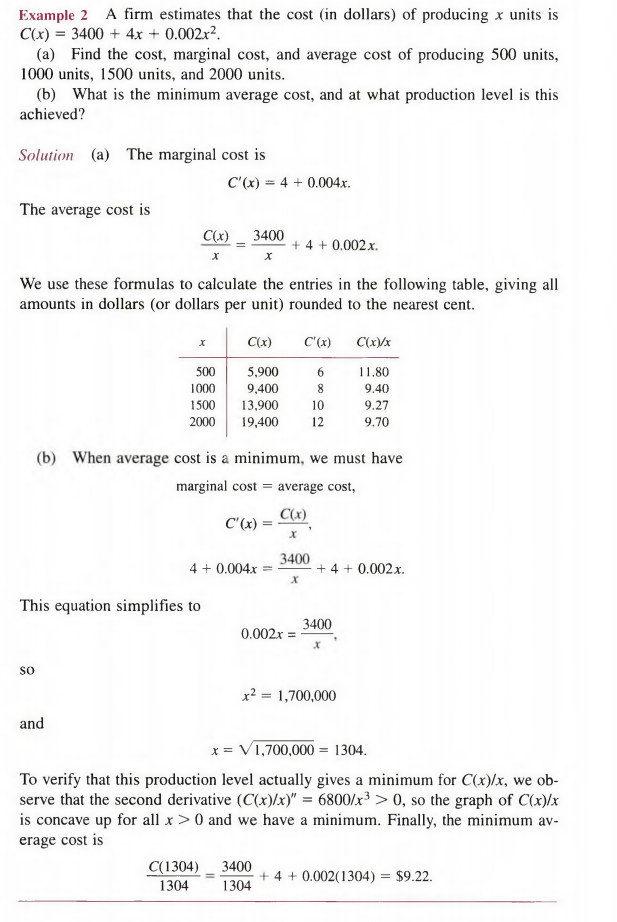 Example 2 A firm estimates that the cost (in dollars) of producing x units is
C(x) = 3400 + 4x + 0.002x².
(a) Find the cost, marginal cost, and average cost of producing 500 units,
1000 units, 1500 units, and 2000 units.
(b) What is the minimum average cost, and at what production level is this
achieved?
Solution (a) The marginal cost is
C'(x) = 4 + 0.004x.
The average cost is
C(x)/x = 3400/x + 4 + 0.002x.
We use these formulas to calculate the entries in the following table, giving all
amounts in dollars (or dollars per unit) rounded to the nearest cent.
x C(x) C'(x) C(x)/x
500 5,900 6 11.80
1000 9,400 8 9.40
1500 13,900 10 9.27
2000 19,400 12 9.70
(b) When average cost is a minimum, we must have
marginal cost = average cost,
C'(x) = C(x)/x,
4 + 0.004x = 3400/x + 4 + 0.002x.
This equation simplifies to
0.002x = 3400/x,
so
x² = 1,700,000
and
x = √1,700,000 = 1304.
To verify that this production level actually gives a minimum for C(x)/x, we ob-
serve that the second derivative (C(x)/x)" = 6800/x³ > 0, so the graph of C(x)/x
is concave up for all x > 0 and we have a minimum. Finally, the minimum av-
erage cost is
C(1304)/1304 = 3400/1304 + 4 + 0.002(1304) = $9.22.